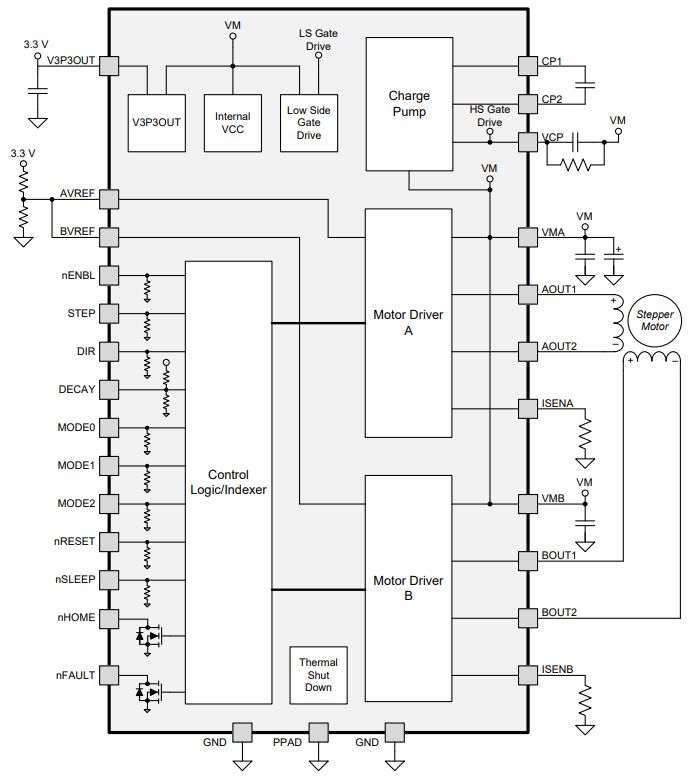 3.3 V
V3P3OUT
VM
LS Gate
Drive
V3P3OUT
Internal
VCC
Low Side
Gate
Drive
Charge
Pump
CP1
CP2
HS Gate
Drive
VCP
VM
VM
3.3 V
AVREF
BVREF
VMA
VM
+
nENBL
STEP
DIR
DECAY
MODE0
MODE1
MODE2
nRESET
nSLEEP
nHOME
nFAULT
Control
Logic/Indexer
Motor Driver
A
AOUT1
AOUT2
+
−
Stepper
Motor
+
−
ISENA
VM
VMB
Motor Driver
B
BOUT1
BOUT2
ISENB
Thermal
Shut
Down
GND
PPAD
GND